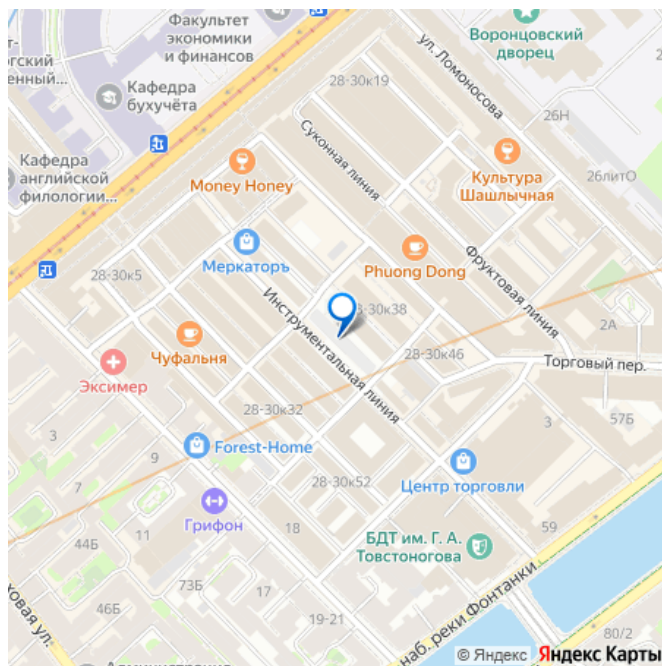 Факультет
экономики
и финансов
Воронцовский
дворец
ул. Ломоносова
28-30к19
Кафедра
бухучёта
26Н
Суконная линия
Кафедра
английской
филологии...
Money Honey
Культура
Шашлычная
26литО
Меркаторъ
Phuong Dong
Фруктовая линия
28-30к5
28-30к38
2А
Инструментальная линия
Чуфальня
28-30к46
Торговый пер.
Эксимер
28-30к32
57Б
3
3
Forest-Home
9
7
28-30к52
Центр торговли
Грифон
18
59
БДТ им. Г. А.
Товстоногова
44Б
11
73Б
17
46Б
19-21
наб. реки Фонтанки
80/2
© Яндекс Яндекс Карты